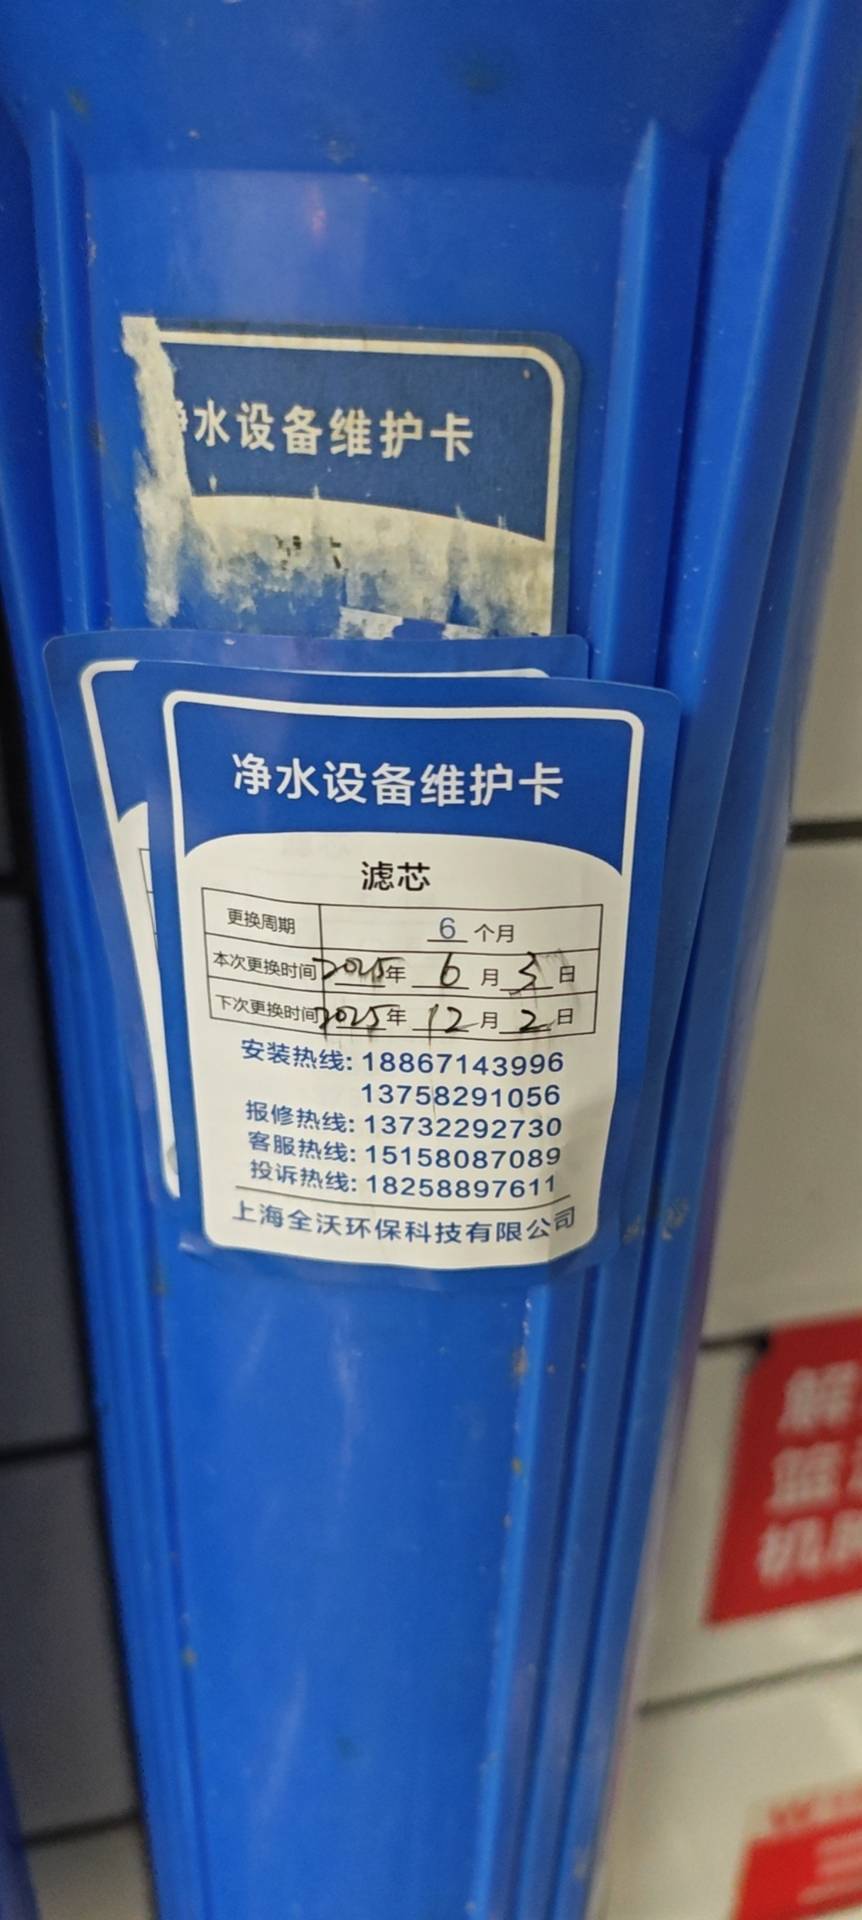 水设备维护卡
净水设备维护卡
滤芯
更换周期 6 个月
本次更换时间 2025年 6 月 3 日
下次更换时间 2025年 12 月 2 日
安装热线: 18867143996
13758291056
报修热线: 13732292730
客服热线: 15158087089
投诉热线: 18258897611
上海全沃环保科技有限公司
解
篮
机